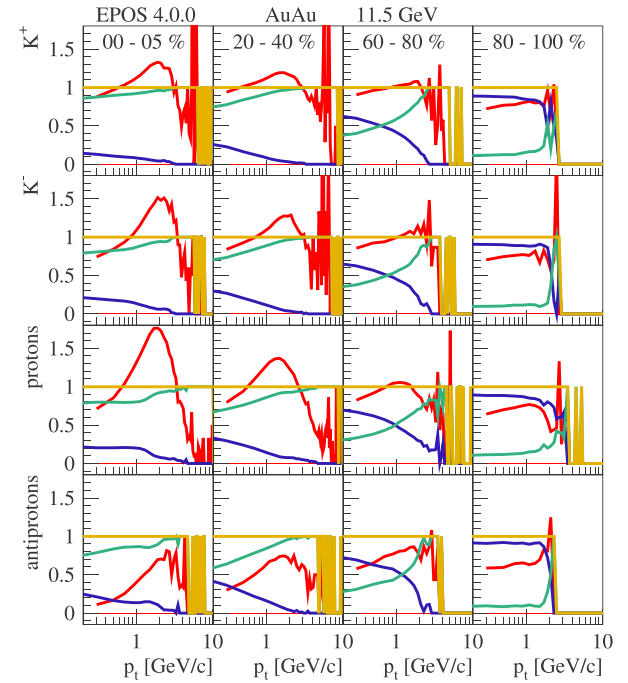 EPOS 4.0.0 AuAu 11.5 GeV
K+ 00 - 05 % 20 - 40 % 60 - 80 % 80 - 100 %
1.5
1
0.5
0
K-
1.5
1
0.5
0
protons
1.5
1
0.5
0
antiprotons
1.5
1
0.5
0
1 10 1 10 1 10 1 10
pt [GeV/c] pt [GeV/c] pt [GeV/c] pt [GeV/c]